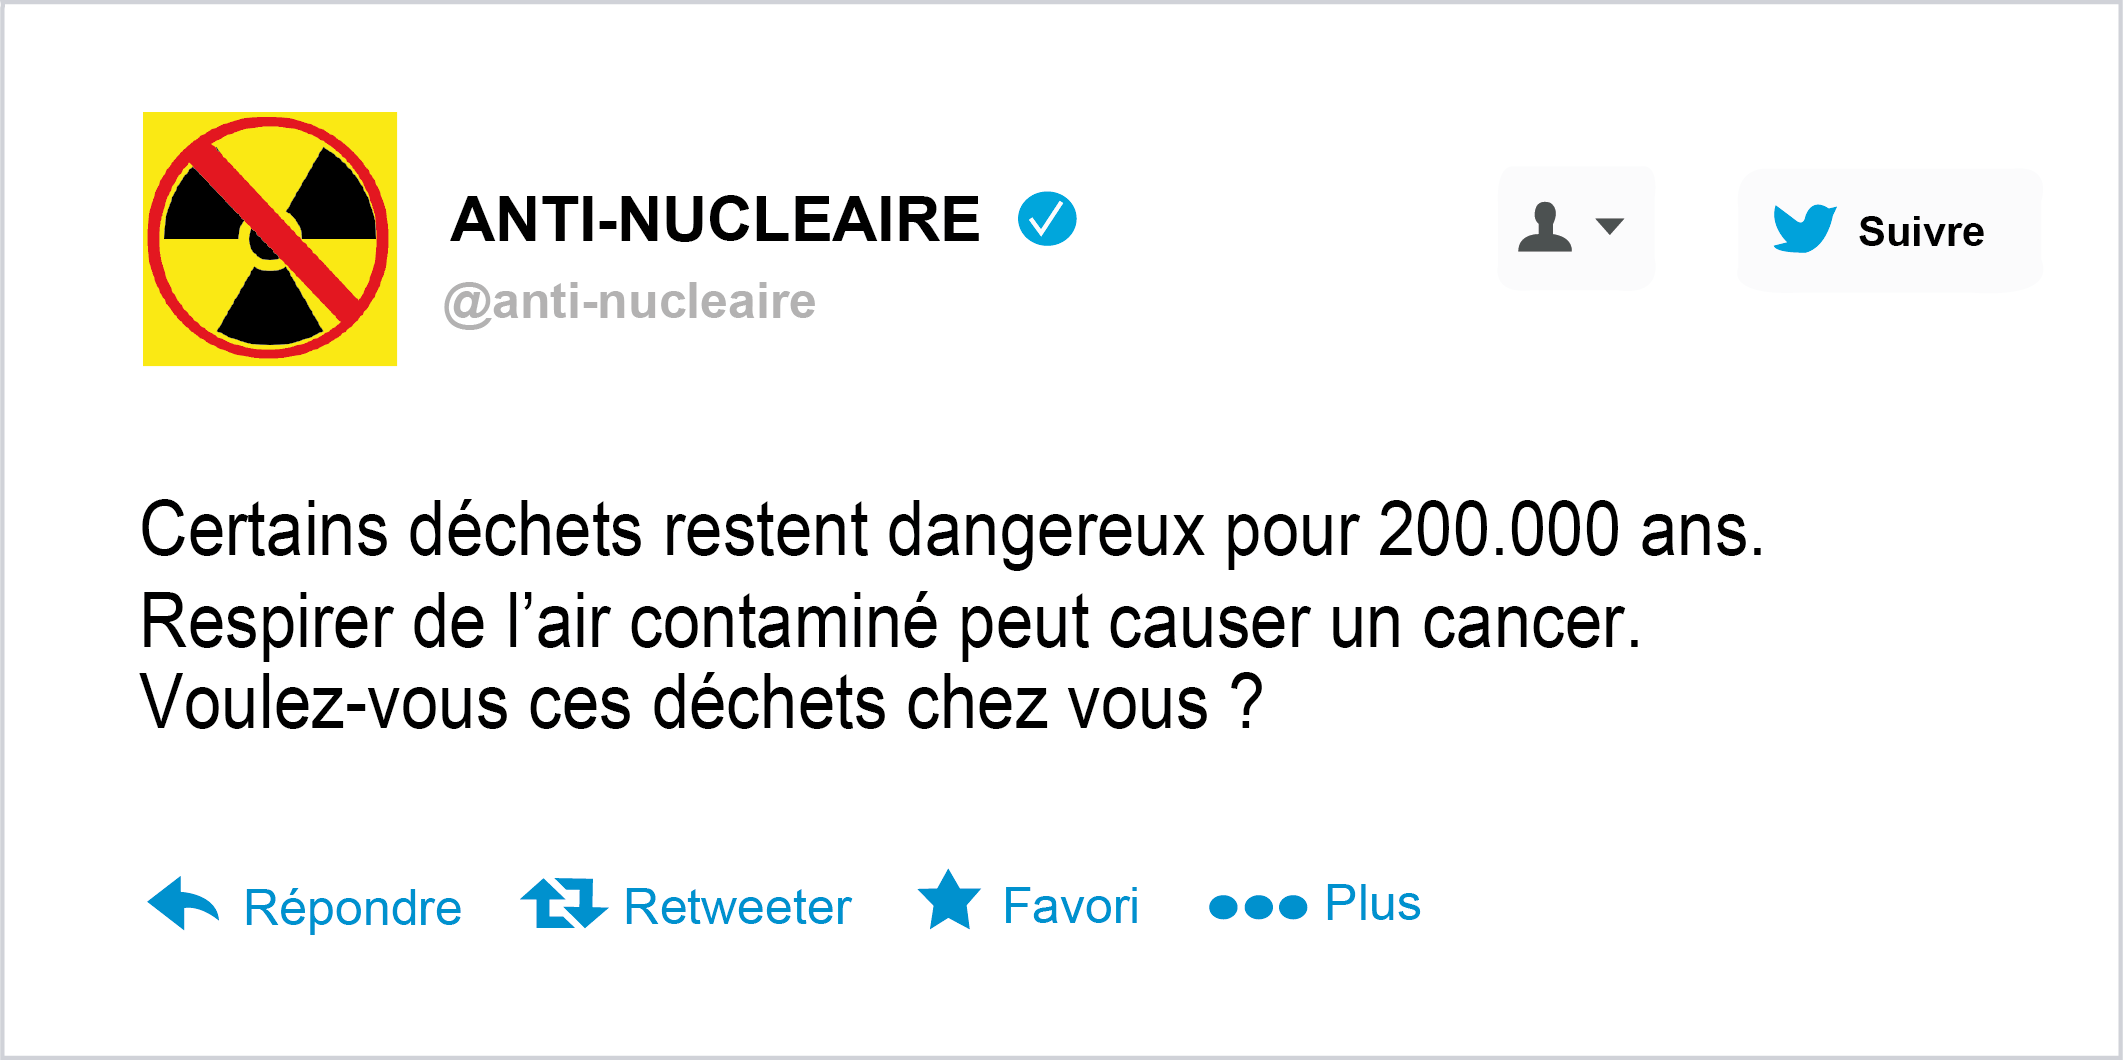 ANTI-NUCLEAIRE
@anti-nucleaire
Suivre
Certains déchets restent dangereux pour 200.000 ans.
Respirer de l’air contaminé peut causer un cancer.
Voulez-vous ces déchets chez vous ?
Répondre Retweeter Favori Plus